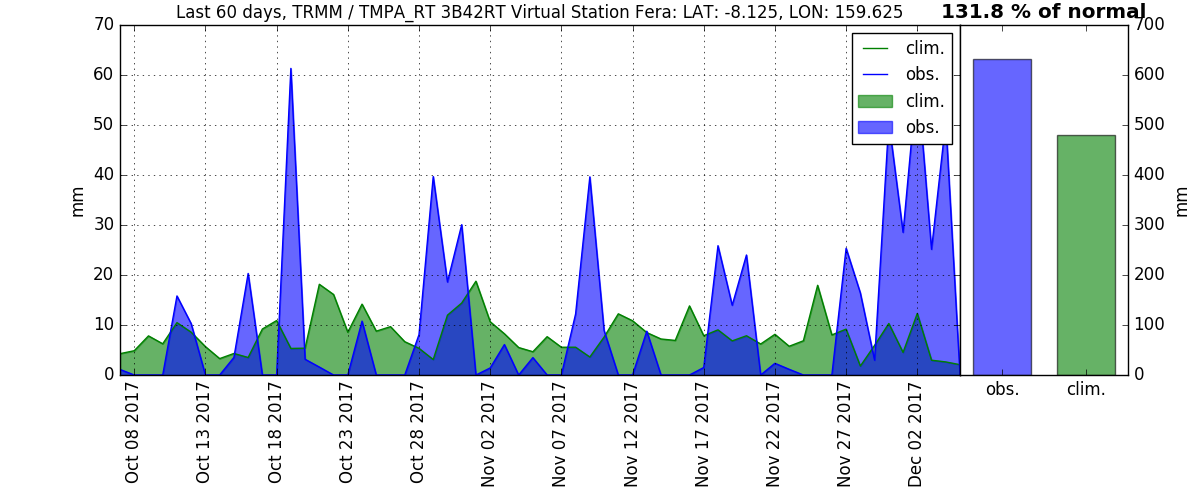 Last 60 days, TRMM / TMPA_RT 3B42RT Virtual Station Fera: LAT: -8.125, LON: 159.625
131.8 % of normal
70
60
50
40
30
20
10
0
mm
clim.
obs.
clim.
obs.
700
600
500
400
300
200
100
0
mm
Oct 08 2017
Oct 13 2017
Oct 18 2017
Oct 23 2017
Oct 28 2017
Nov 02 2017
Nov 07 2017
Nov 12 2017
Nov 17 2017
Nov 22 2017
Nov 27 2017
Dec 02 2017
obs.
clim.